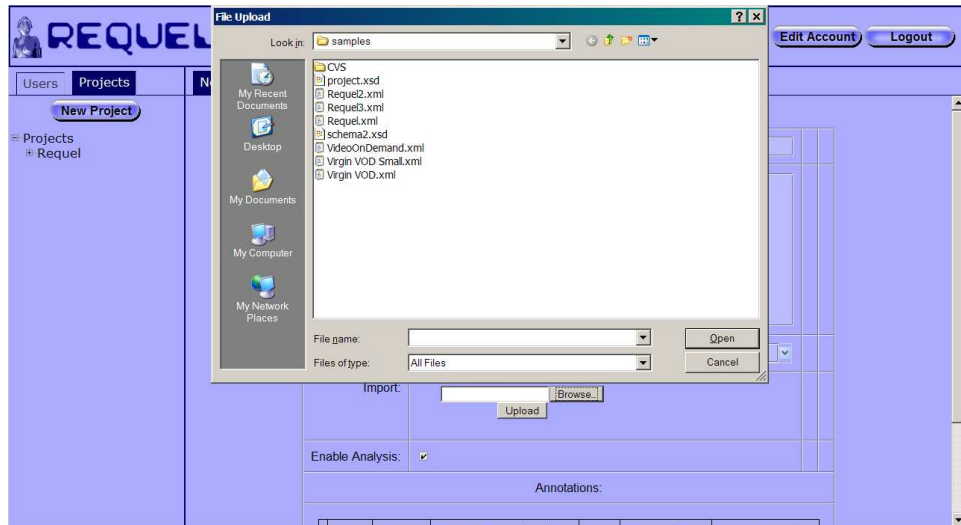 REQUEL
File Upload
? x
Look in: samples
Edit Account
Logout
Users
Projects
New Project
Projects
Requel
My Recent Documents
Desktop
My Documents
My Computer
My Network Places
CVS
project.xsd
Requel2.xml
Requel3.xml
Requel.xml
schema2.xsd
VideoOnDemand.xml
Virgin VOD Small.xml
Virgin VOD.xml
File name:
Open
Files of type: All Files
Cancel
Import:
Browse...
Upload
Enable Analysis:
Annotations: